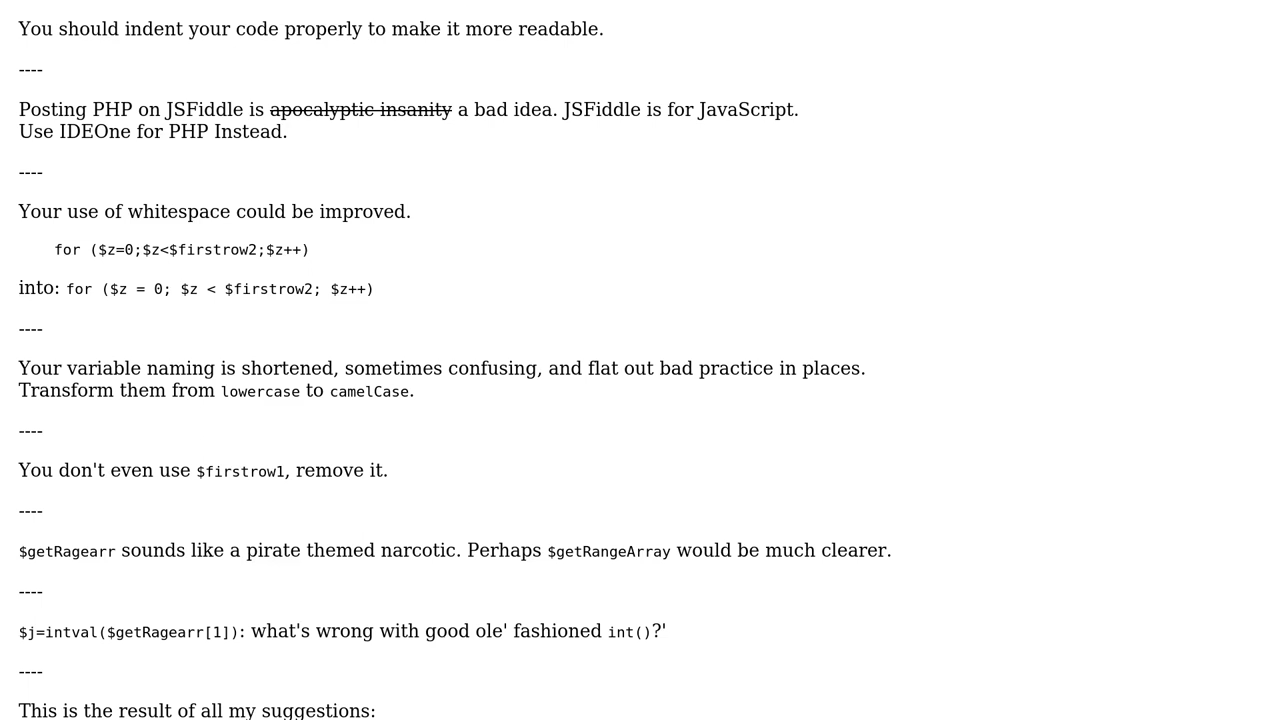 You should indent your code properly to make it more readable.
----
Posting PHP on JSFiddle is apocalyptic insanity a bad idea. JSFiddle is for JavaScript.
Use IDEOne for PHP Instead.
----
Your use of whitespace could be improved.
for ($z=0;$z<$firstrow2;$z++)
into: for ($z = 0; $z < $firstrow2; $z++)
----
Your variable naming is shortened, sometimes confusing, and flat out bad practice in places.
Transform them from lowercase to camelCase.
----
You don't even use $firstrow1, remove it.
----
$getRagearr sounds like a pirate themed narcotic. Perhaps $getRangeArray would be much clearer.
----
$j=intval($getRagearr[1]): what's wrong with good ole' fashioned int()?'
----
This is the result of all my suggestions: